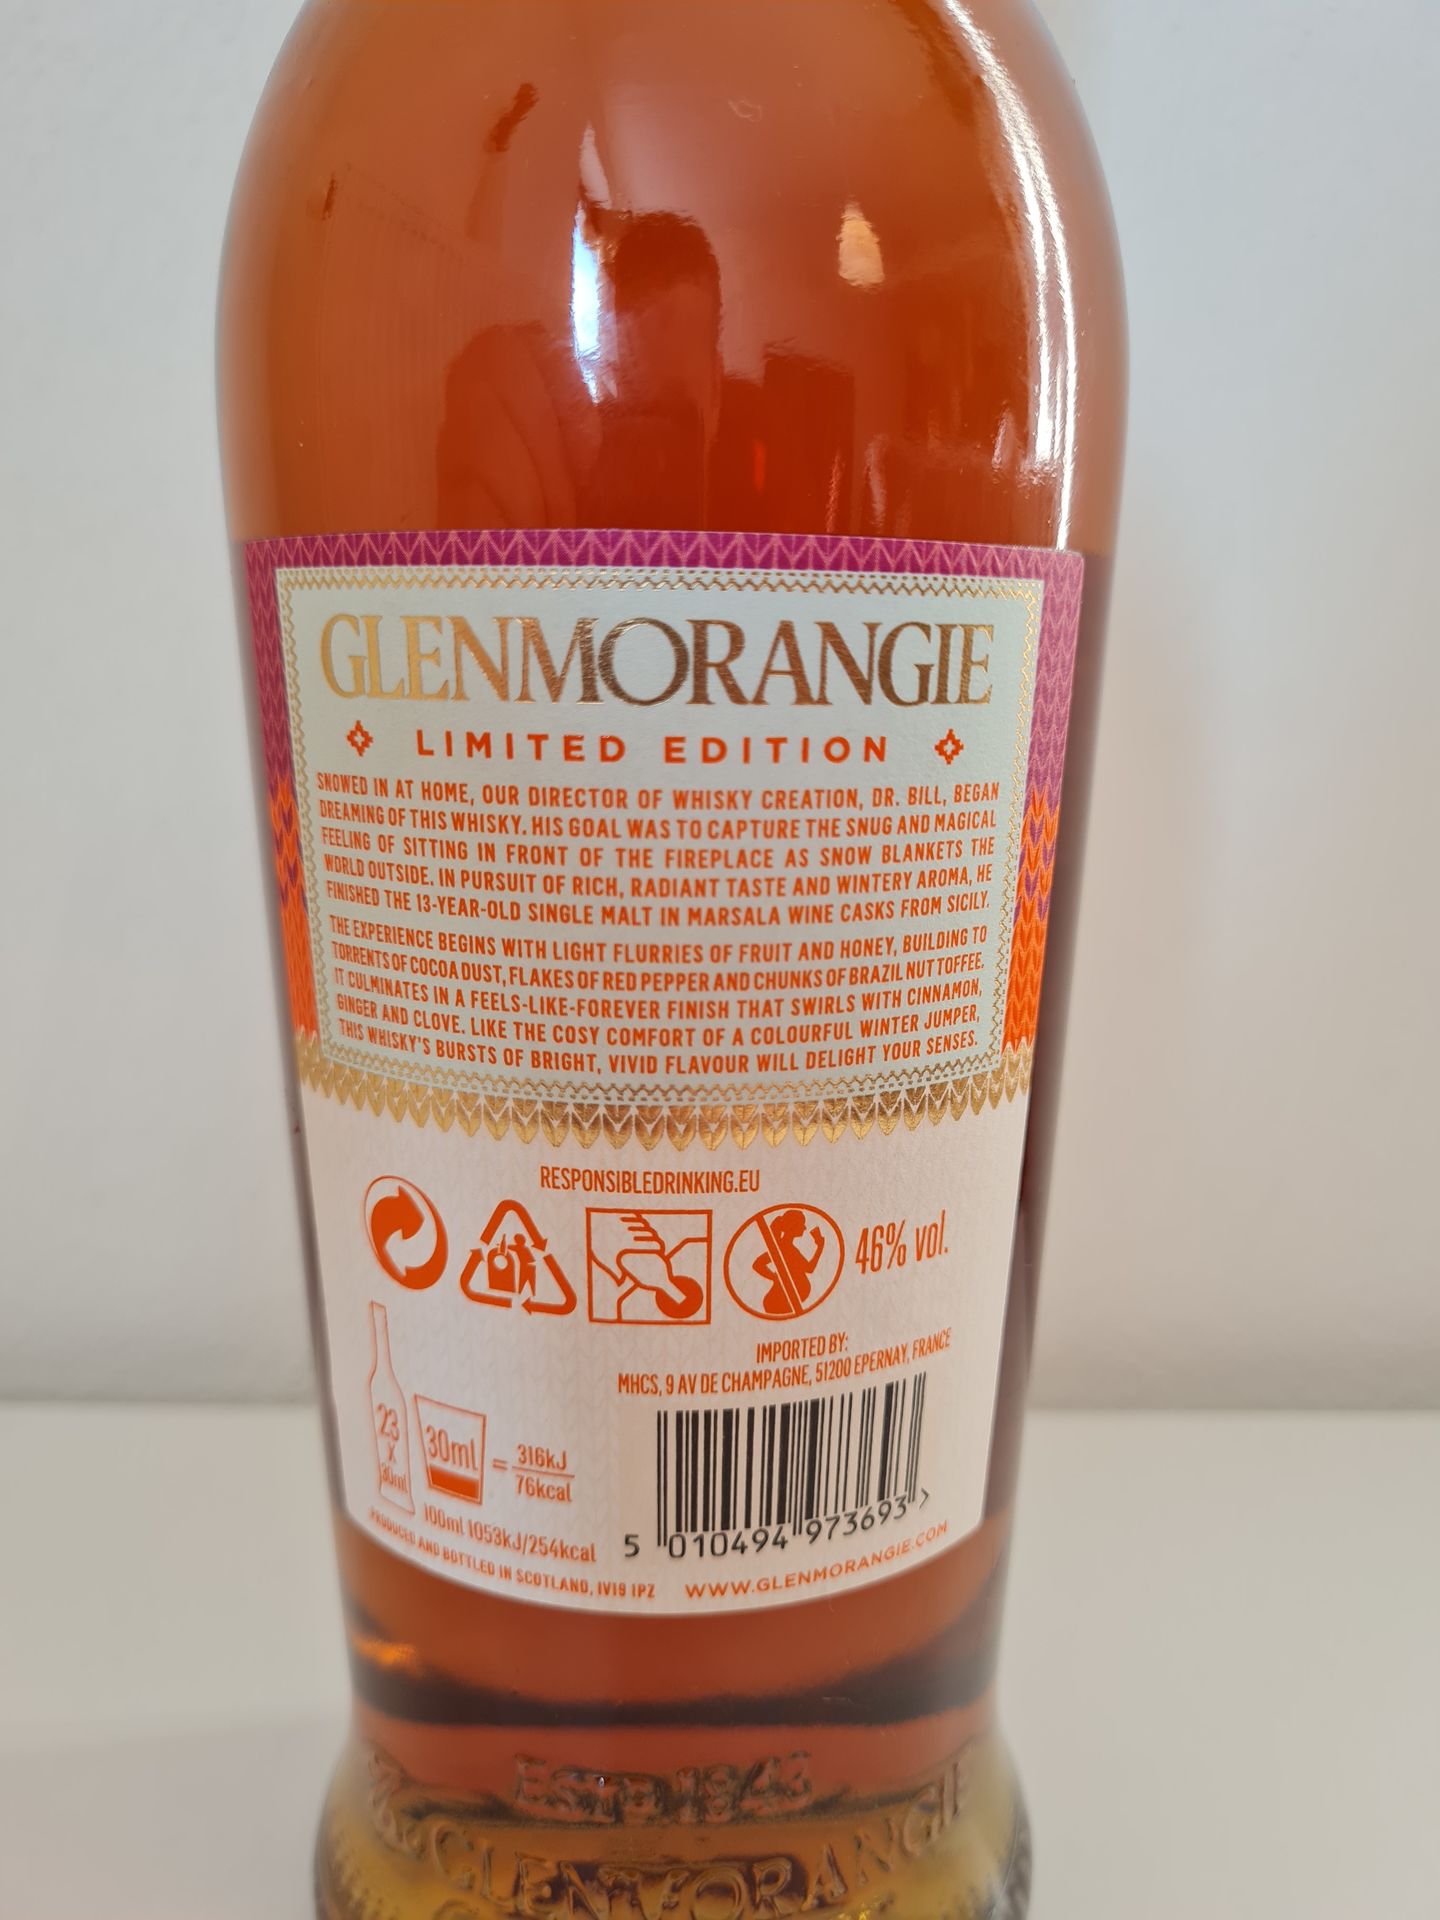 GLENMORANGIE
LIMITED EDITION
SNOWED IN AT HOME, OUR DIRECTOR OF WHISKY CREATION, DR. BILL, BEGAN
DREAMING OF THIS WHISKY. HIS GOAL WAS TO CAPTURE THE SNUG AND MAGICAL
FEELING OF SITTING IN FRONT OF THE FIREPLACE AS SNOW BLANKETS THE
WORLD OUTSIDE. IN PURSUIT OF RICH, RADIANT TASTE AND WINTERY AROMA, HE
FINISHED THE 13-YEAR-OLD SINGLE MALT IN MARSALA WINE CASKS FROM SICILY.
THE EXPERIENCE BEGINS WITH LIGHT FLURRIES OF FRUIT AND HONEY, BUILDING TO
TORRENTS OF COCOA DUST, FLAKES OF RED PEPPER AND CHUNKS OF BRAZIL NUT TOFFEE.
IT CULMINATES IN A FEELS-LIKE-FOREVER FINISH THAT SWIRLS WITH CINNAMON,
GINGER AND CLOVE. LIKE THE COSY COMFORT OF A COLOURFUL WINTER JUMPER,
THIS WHISKY'S BURSTS OF BRIGHT, VIVID FLAVOUR WILL DELIGHT YOUR SENSES.
RESPONSIBLEDRINKING.EU
46% vol.
IMPORTED BY:
MHCS, 9 AV DE CHAMPAGNE, 51200 EPERNAY, FRANCE
23
x
30ml
30ml
=
316kJ
76kcal
100ml 1053kJ/254kcal
5 010494 973693 >
PRODUCED AND BOTTLED IN SCOTLAND, IV19 1PZ
WWW.GLENMORANGIE.COM
ESTD 1843
GLENMORANGIE